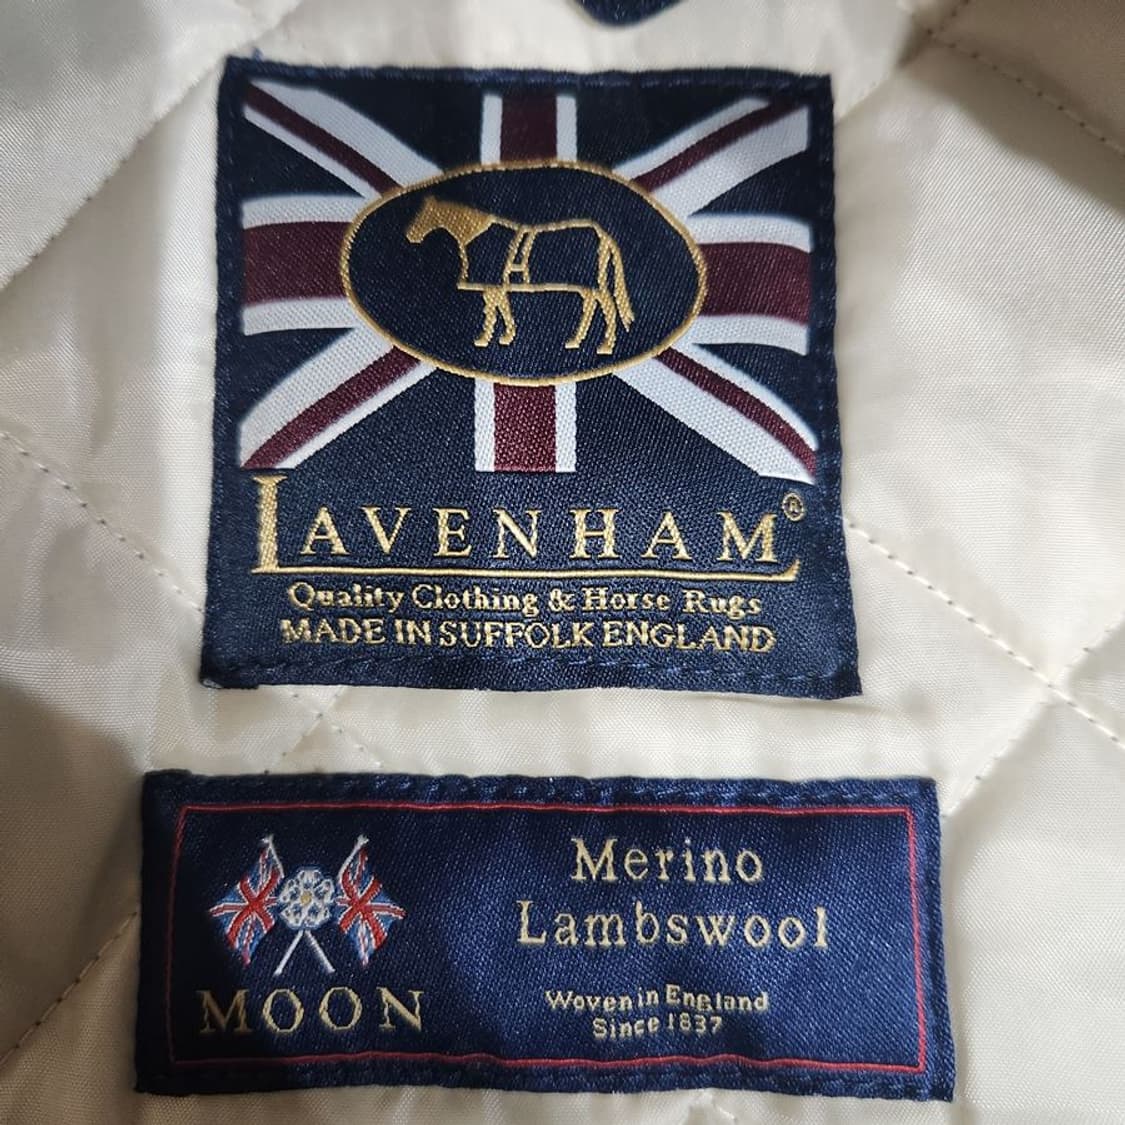 LAVENHAM®
Quality Clothing & Horse Rugs
MADE IN SUFFOLK ENGLAND
MOON
Merino
Lambswool
Woven in England
Since 1837